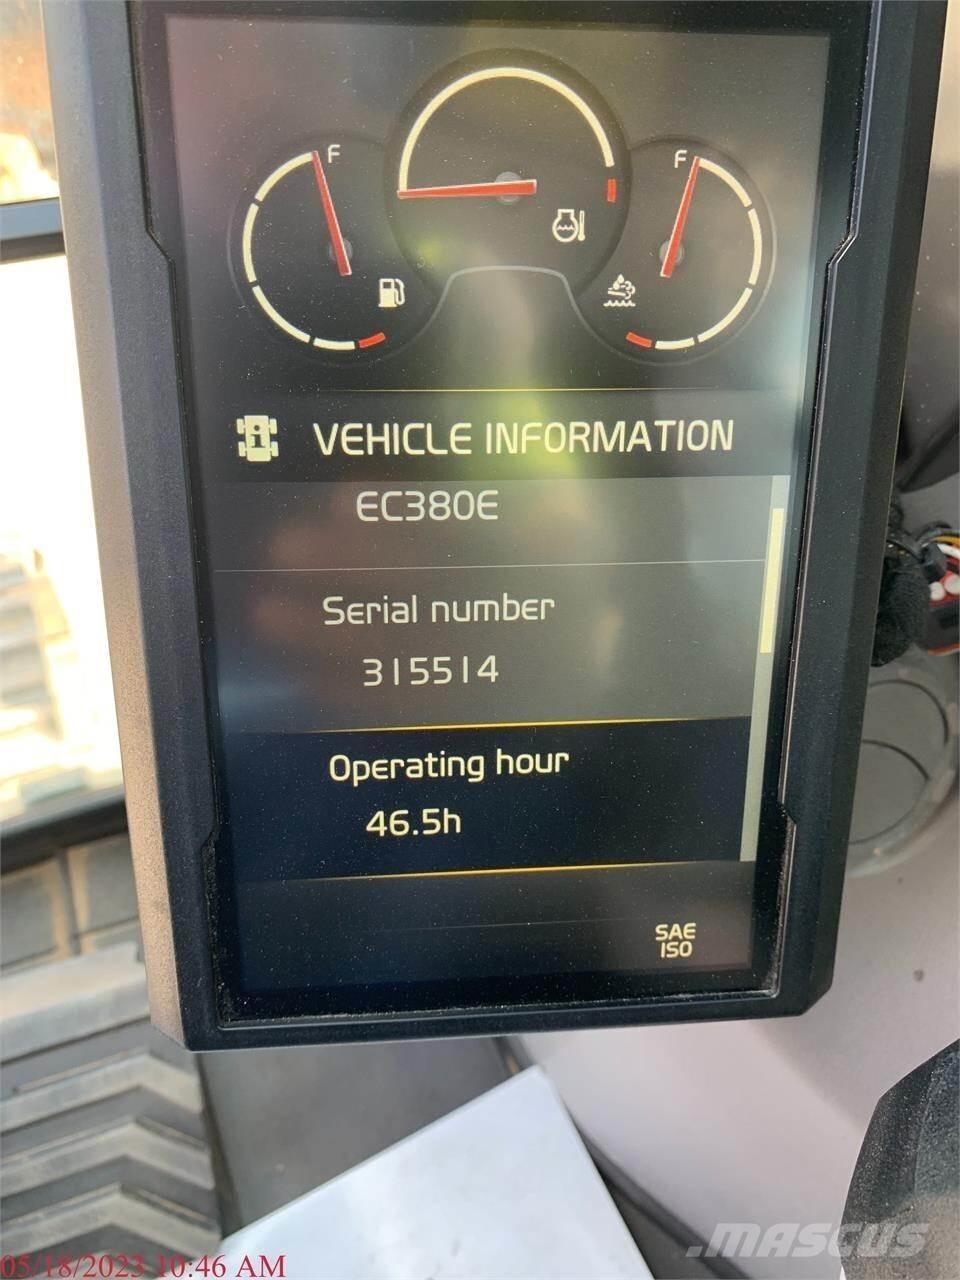 F
F
VEHICLE INFORMATION
EC380E
Serial number
315514
Operating hour
46.5h
SAE
ISO
MASCUS
05/18/2023 10:46 AM